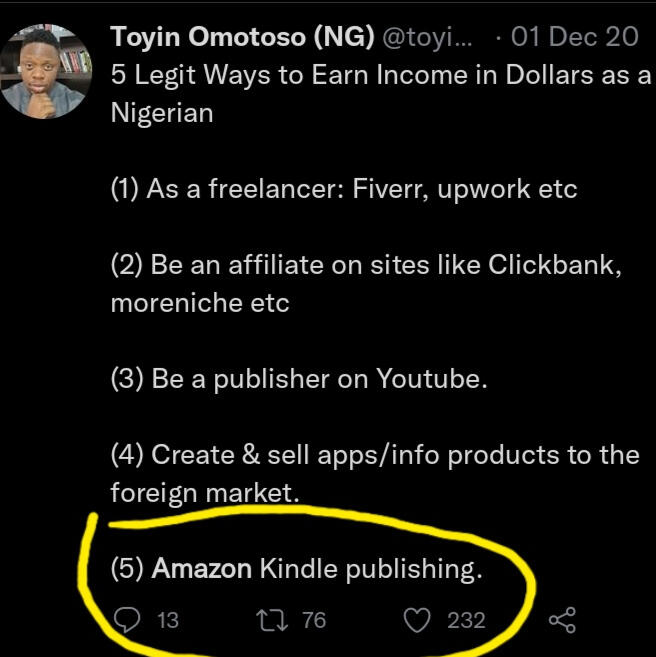 Toyin Omotoso (NG) @toyi... · 01 Dec 20
5 Legit Ways to Earn Income in Dollars as a
Nigerian
(1) As a freelancer: Fiverr, upwork etc
(2) Be an affiliate on sites like Clickbank,
moreniche etc
(3) Be a publisher on Youtube.
(4) Create & sell apps/info products to the
foreign market.
(5) Amazon Kindle publishing.
13 76 232